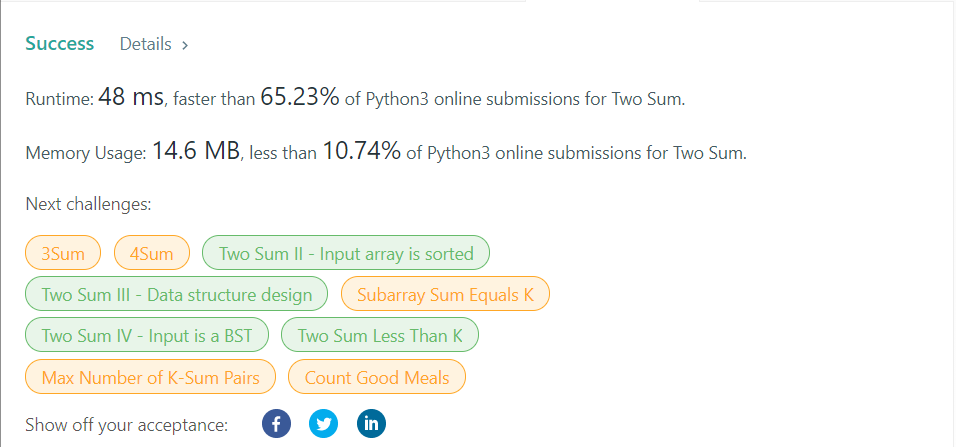 Success Details >
Runtime: 48 ms, faster than 65.23% of Python3 online submissions for Two Sum.
Memory Usage: 14.6 MB, less than 10.74% of Python3 online submissions for Two Sum.
Next challenges:
3Sum 4Sum Two Sum II - Input array is sorted
Two Sum III - Data structure design Subarray Sum Equals K
Two Sum IV - Input is a BST Two Sum Less Than K
Max Number of K-Sum Pairs Count Good Meals
Show off your acceptance: f in